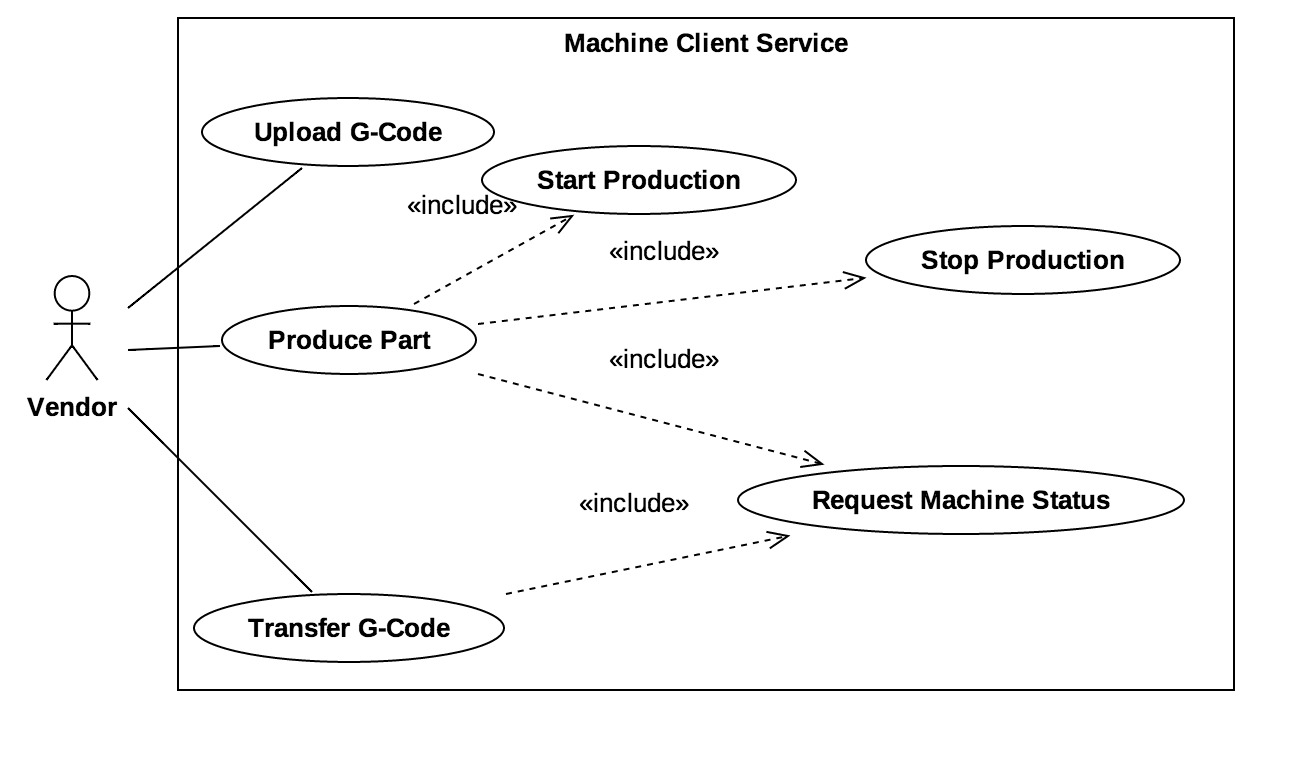 Machine Client Service
Upload G-Code
Start Production
«include»
«include»
Stop Production
Produce Part
«include»
Vendor
Request Machine Status
«include»
Transfer G-Code